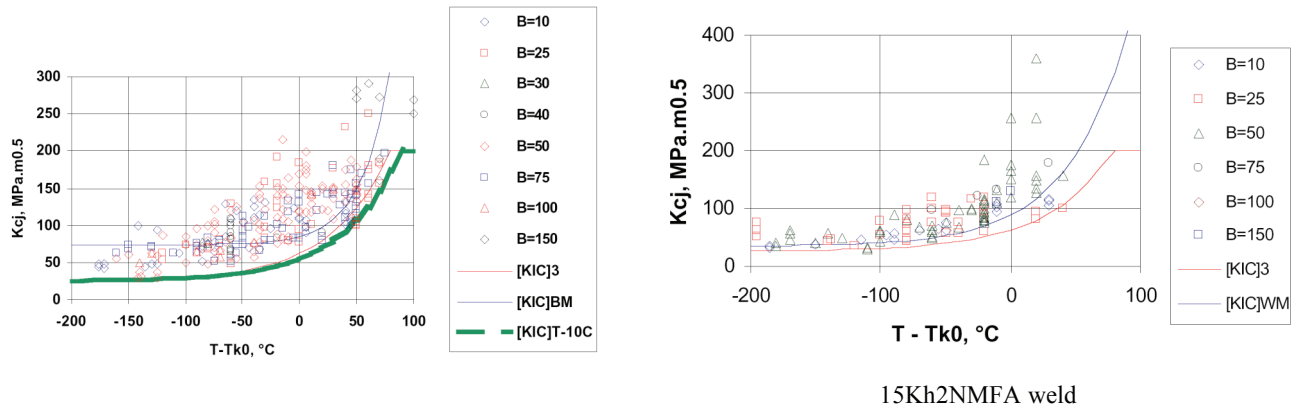 Kcj, MPa.m0.5
300
250
200
150
100
50
0
-200 -150 -100 -50 0 50 100
T-Tk0, °C
B=10
B=25
B=30
B=40
B=50
B=75
B=100
B=150
[KIC]3
[KIC]BM
[KIC]T-10C
Kcj, MPa.m0.5
400
300
200
100
0
-200 -100 0 100
T - Tk0, °C
B=10
B=25
B=50
B=75
B=100
B=150
[KIC]3
[KIC]WM
15Kh2NMFA weld